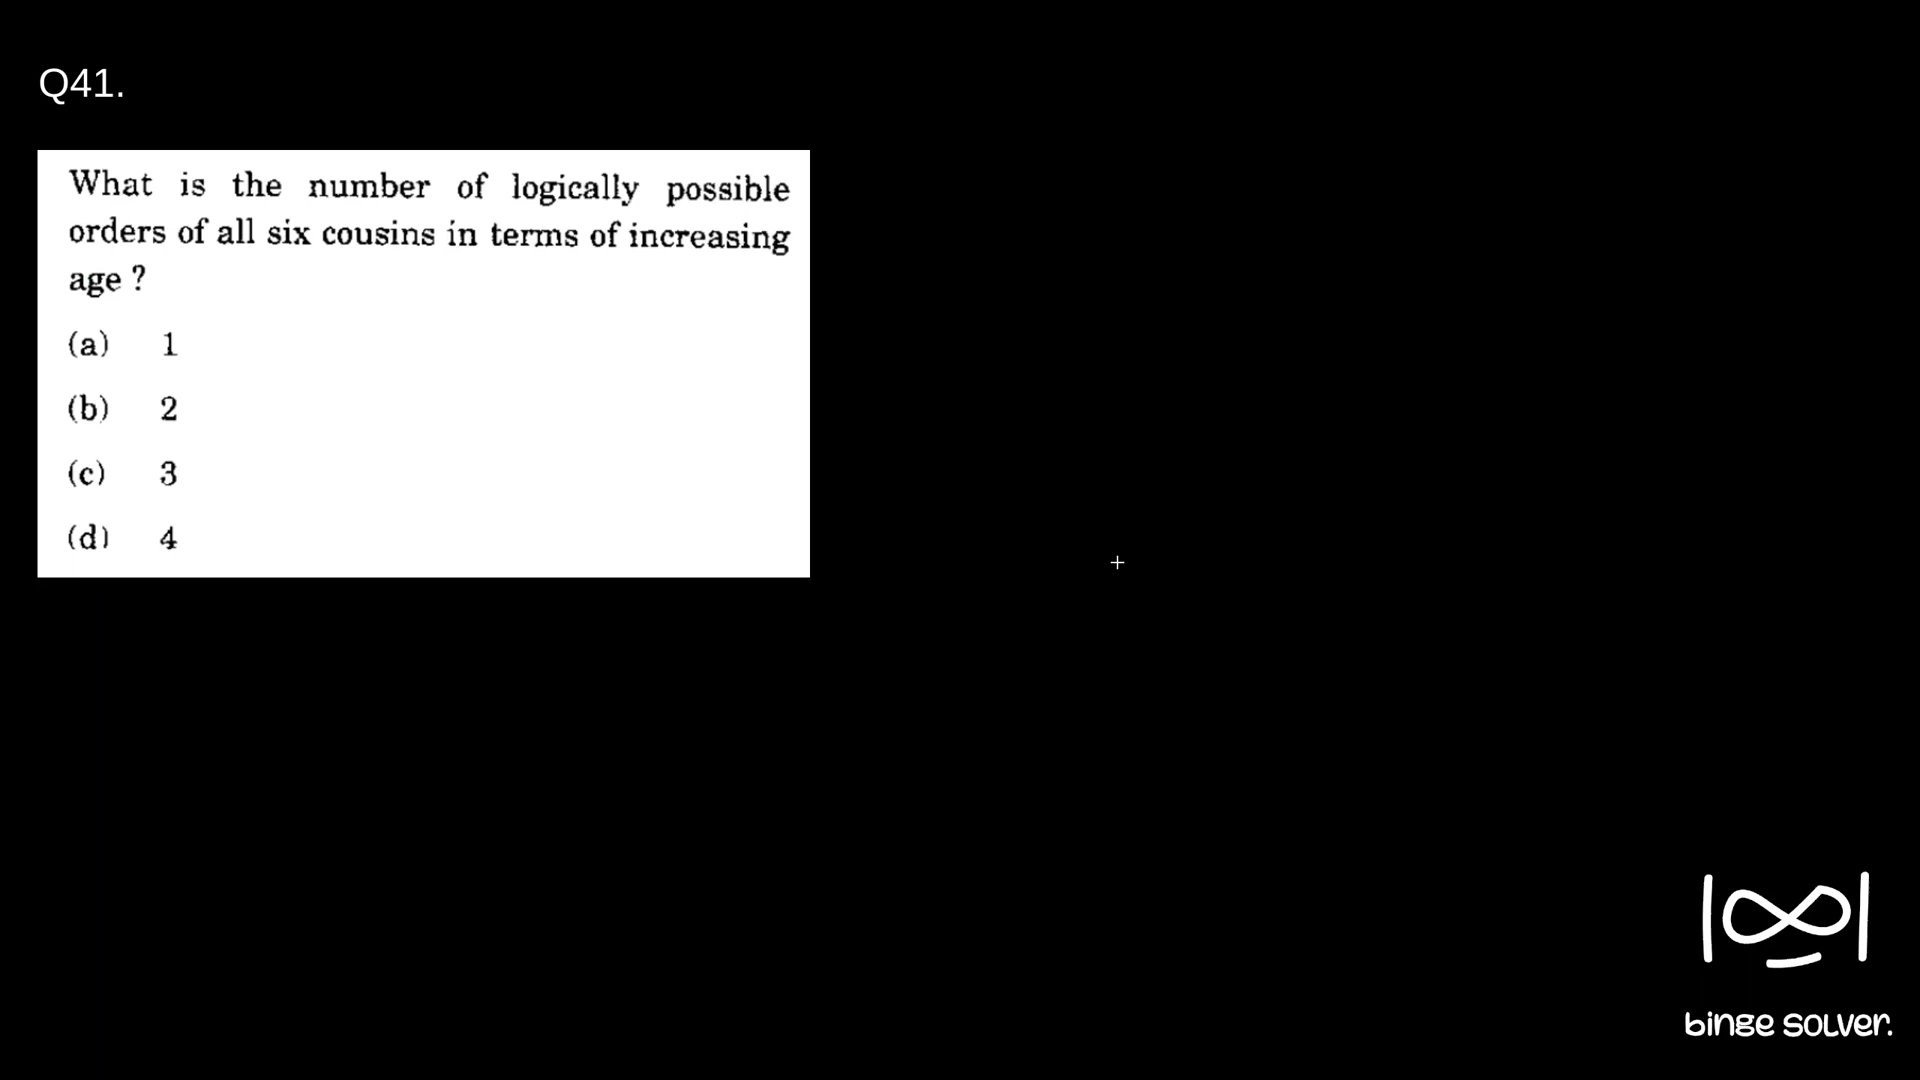 Q41.
What is the number of logically possible
orders of all six cousins in terms of increasing
age ?
(a) 1
(b) 2
(c) 3
(d) 4
binge solver.